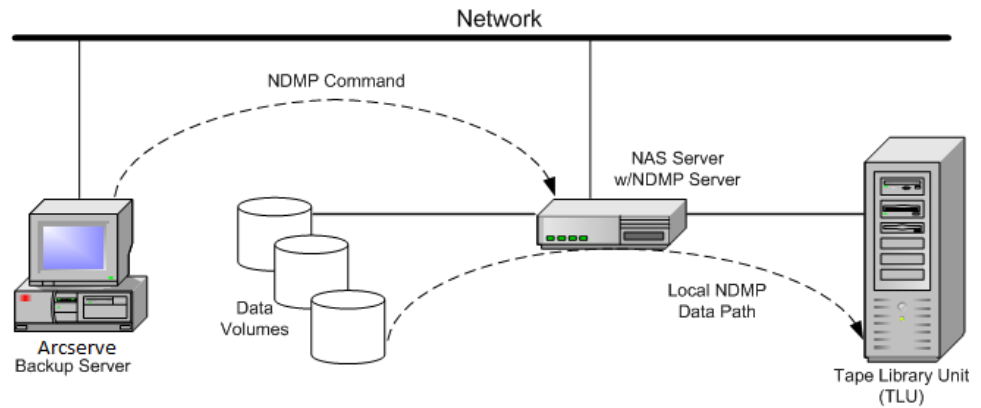 Network
NDMP Command
NAS Server
w/NDMP Server
Data
Volumes
Local NDMP
Data Path
Arcserve
Backup Server
Tape Library Unit
(TLU)